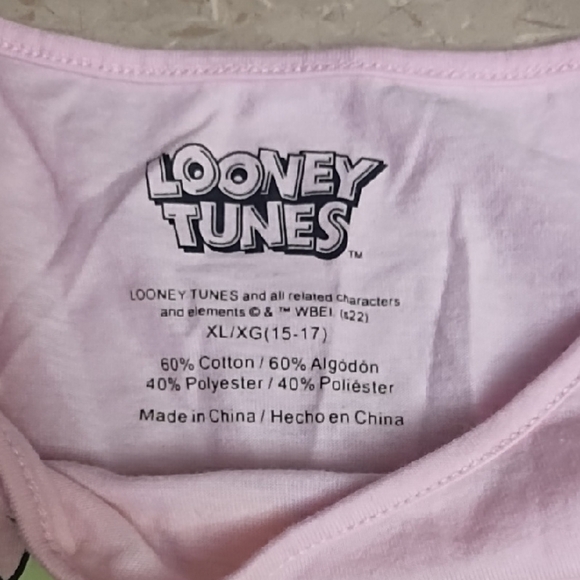 LOONEY
TUNES™
LOONEY TUNES and all related characters
and elements © & ™ WBEI. (s22)
XL/XG(15-17)
60% Cotton / 60% Algodón
40% Polyester / 40% Poliéster
Made in China / Hecho en China